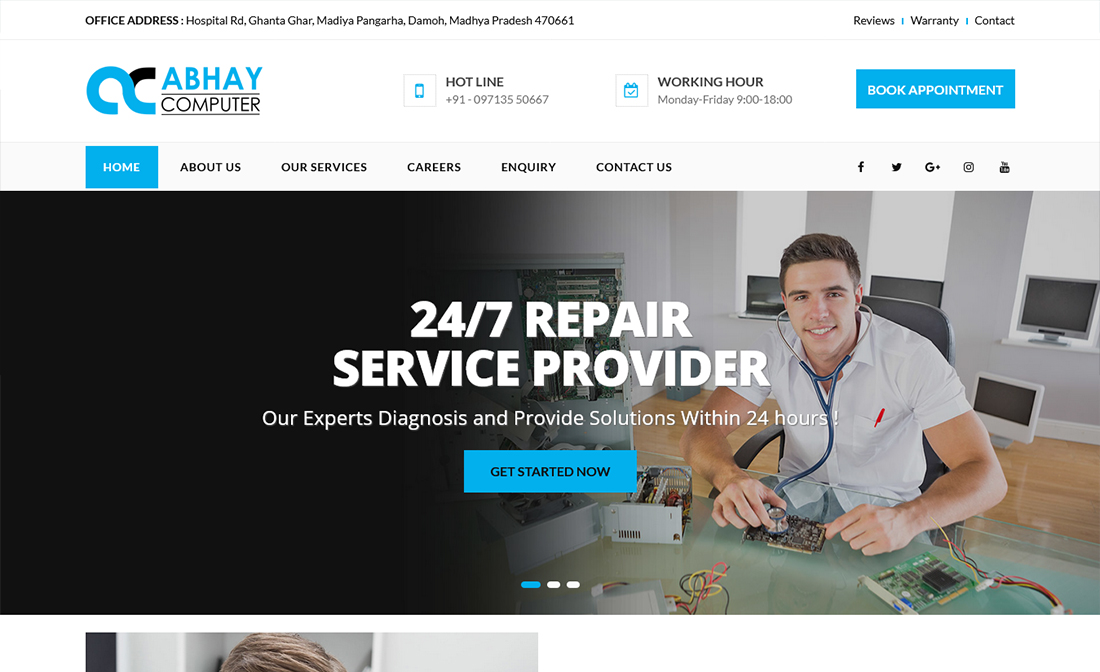 OFFICE ADDRESS : Hospital Rd, Ghanta Ghar, Madiya Pangarha, Damoh, Madhya Pradesh 470661
Reviews
Warranty
Contact
ABHAY
COMPUTER
HOT LINE
+91 - 097135 50667
WORKING HOUR
Monday-Friday 9:00-18:00
BOOK APPOINTMENT
HOME
ABOUT US
OUR SERVICES
CAREERS
ENQUIRY
CONTACT US
24/7 REPAIR
SERVICE PROVIDER
Our Experts Diagnosis and Provide Solutions Within 24 hours !
GET STARTED NOW